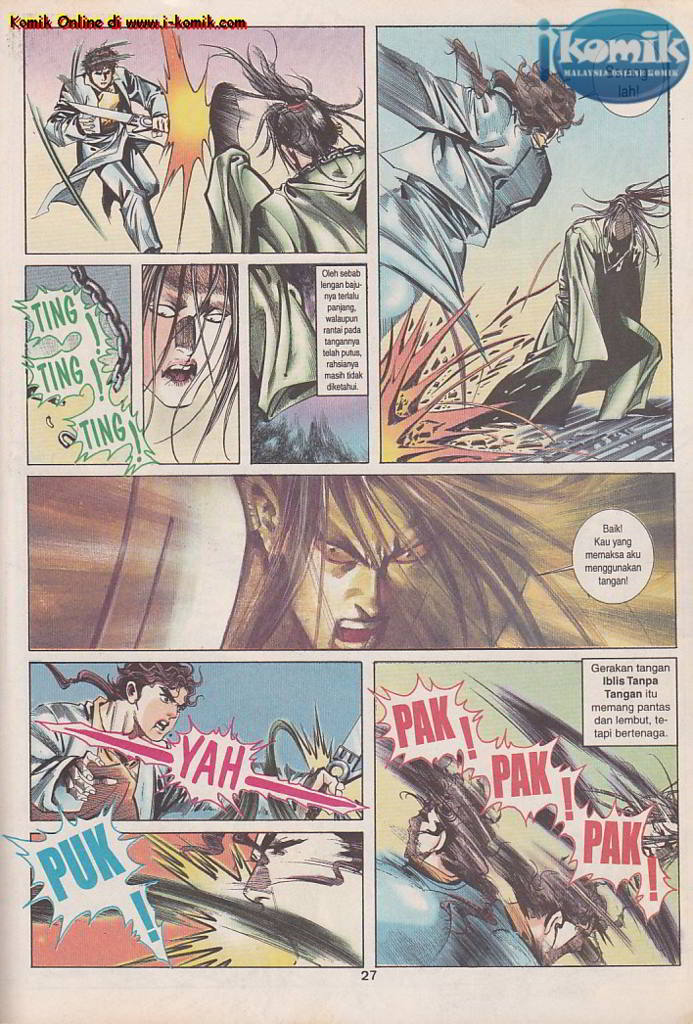 Komik Online di www.i-komik.com
ikomik
MALAYSIA ONLINE KOMIK
lah!
TING!
TING!
TING!
Oleh sebab
lengan baju-
nya terlalu
panjang,
walaupun
rantai pada
tangannya
telah putus,
rahsianya
masih tidak
diketahui.
Baik!
Kau yang
memaksa aku
menggunakan
tangan!
YAH
PUK!
Gerakan tangan
Iblis Tanpa
Tangan itu
memang pantas
dan lembut, te-
tapi bertenaga.
PAK!
PAK!
PAK!
27